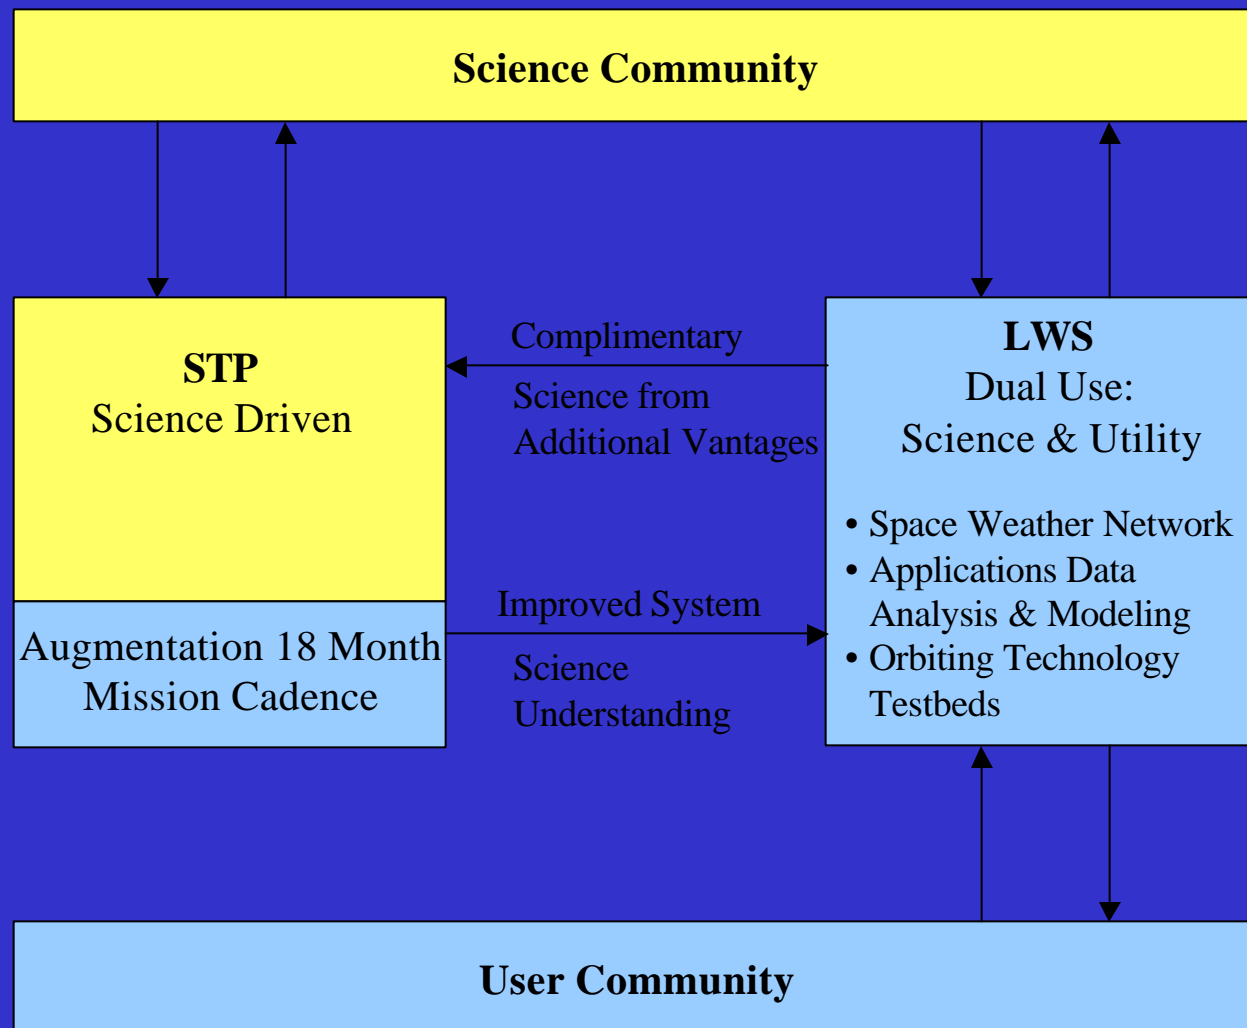 Science Community
STP
Science Driven
Augmentation 18 Month
Mission Cadence
Complimentary
Science from
Additional Vantages
Improved System
Science
Understanding
LWS
Dual Use:
Science & Utility
• Space Weather Network
• Applications Data
Analysis & Modeling
• Orbiting Technology
Testbeds
User Community